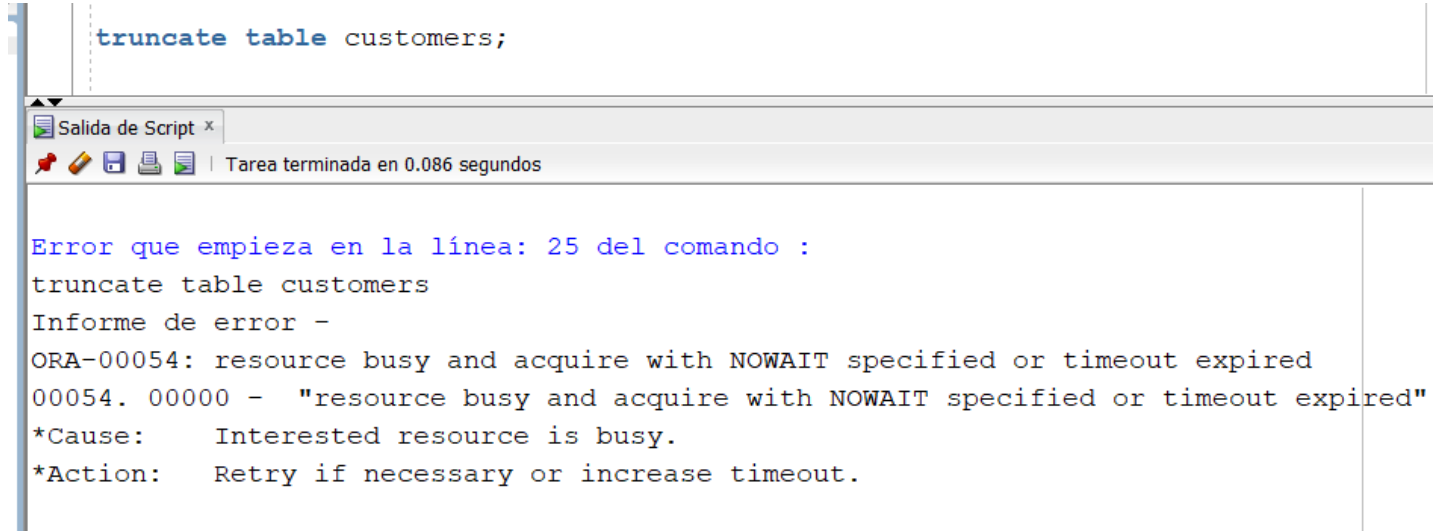 truncate table customers;
Salida de Script x
Tarea terminada en 0.086 segundos
Error que empieza en la línea: 25 del comando :
truncate table customers
Informe de error -
ORA-00054: resource busy and acquire with NOWAIT specified or timeout expired
00054. 00000 -  "resource busy and acquire with NOWAIT specified or timeout expired"
*Cause:    Interested resource is busy.
*Action:   Retry if necessary or increase timeout.